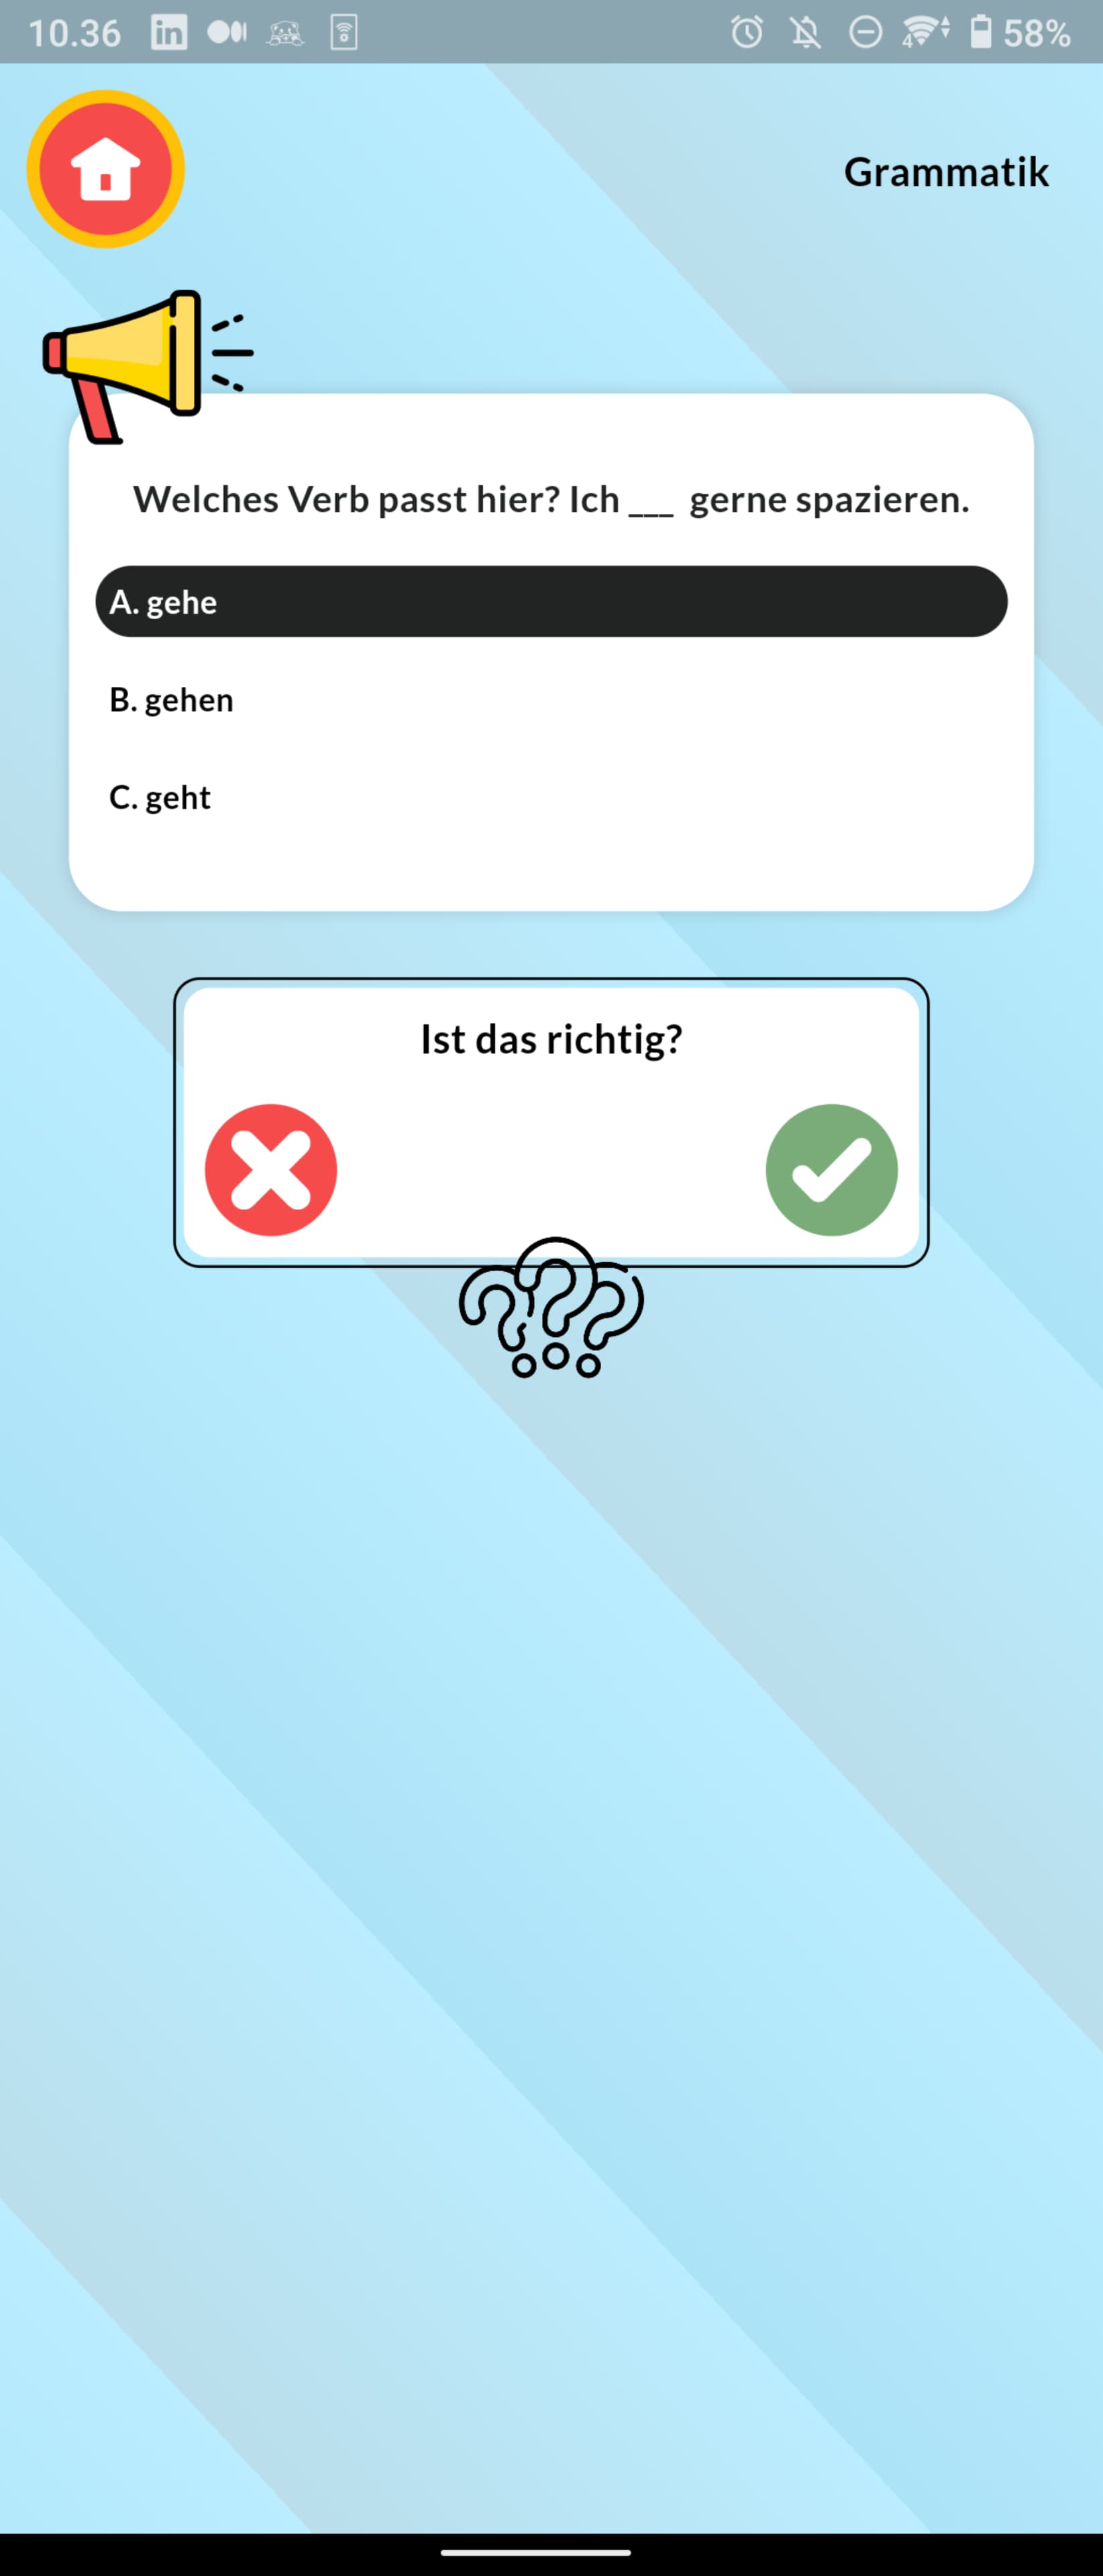 10.36
58%
Grammatik
Welches Verb passt hier? Ich ___ gerne spazieren.
A. gehe
B. gehen
C. geht
Ist das richtig?